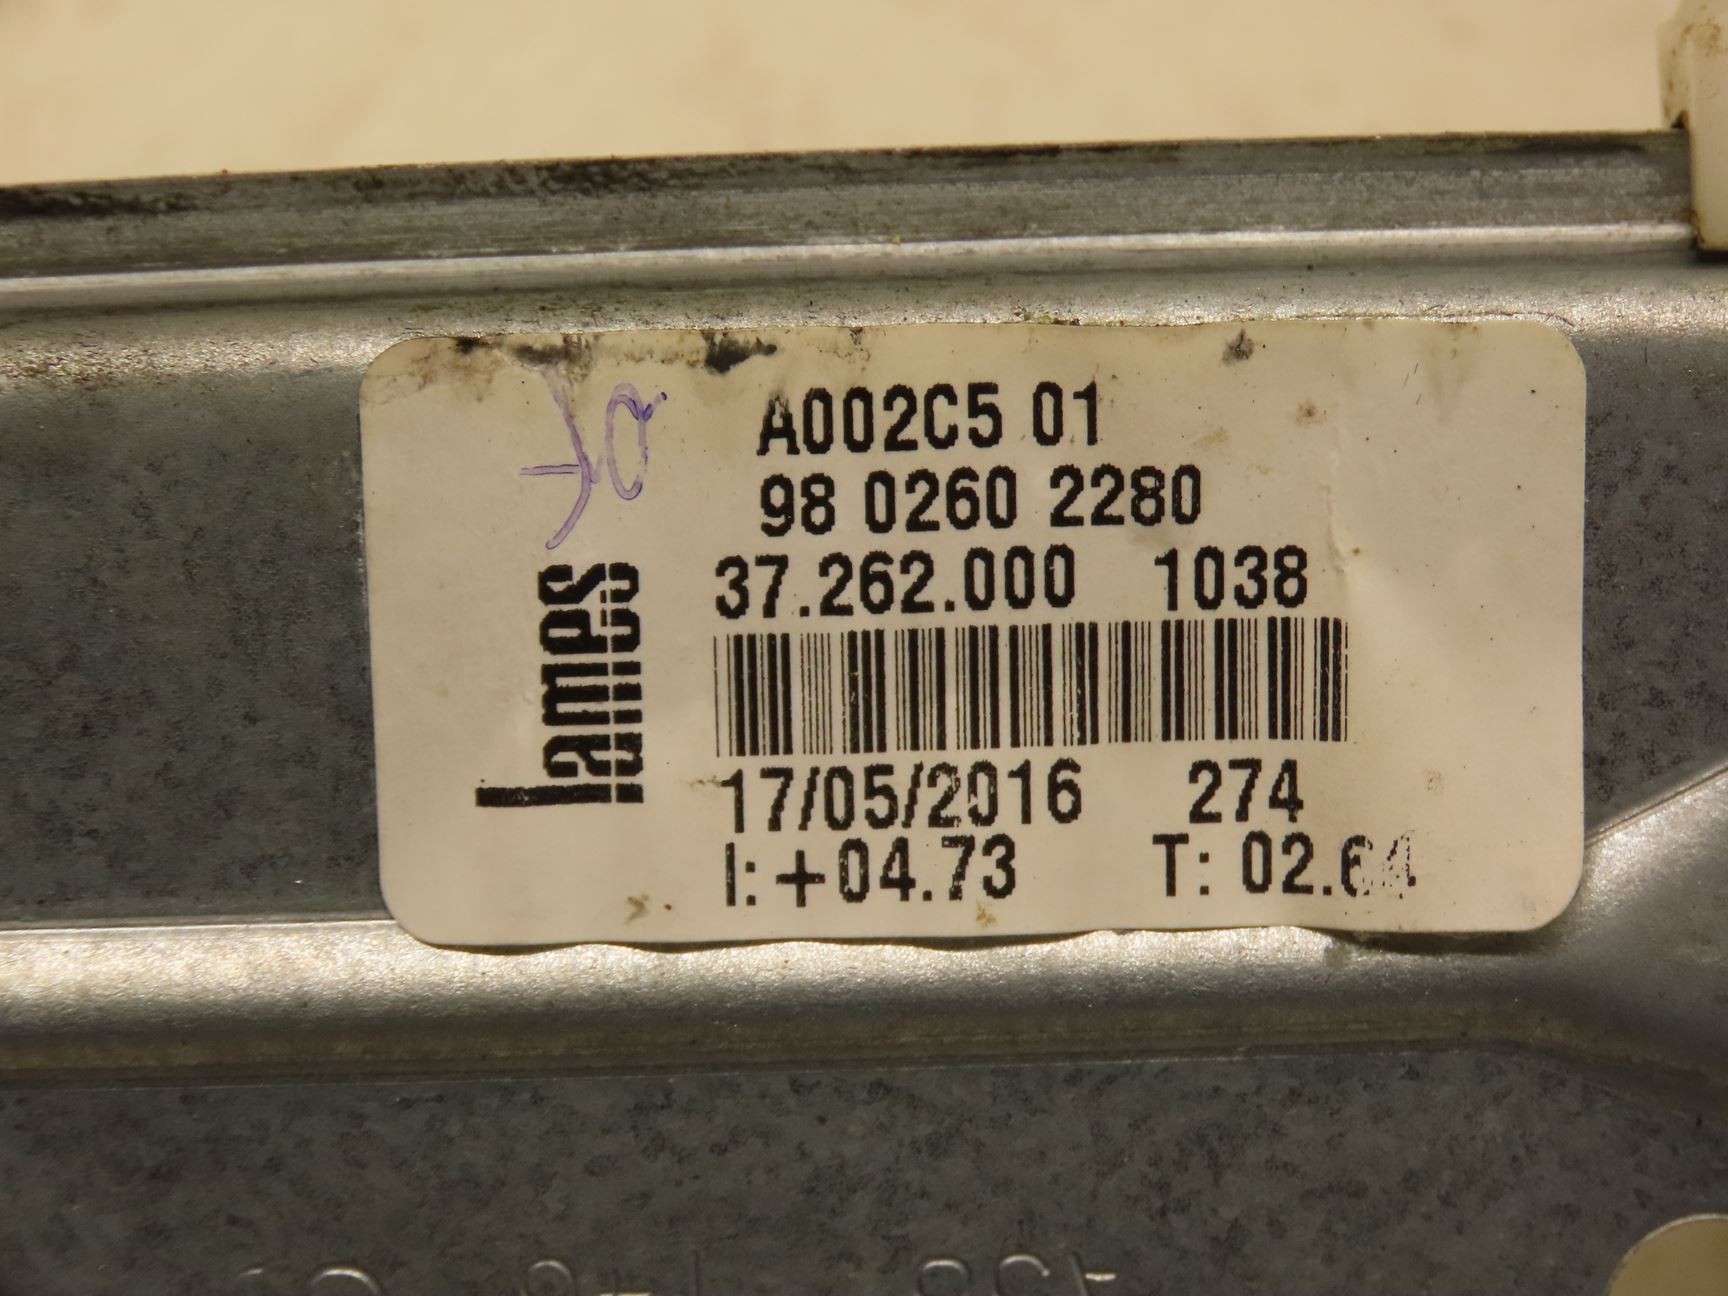 A002C5 01
98 0260 2280
37.262.000 1038
lames
17/05/2016 274
I: +04.73 T: 02.64